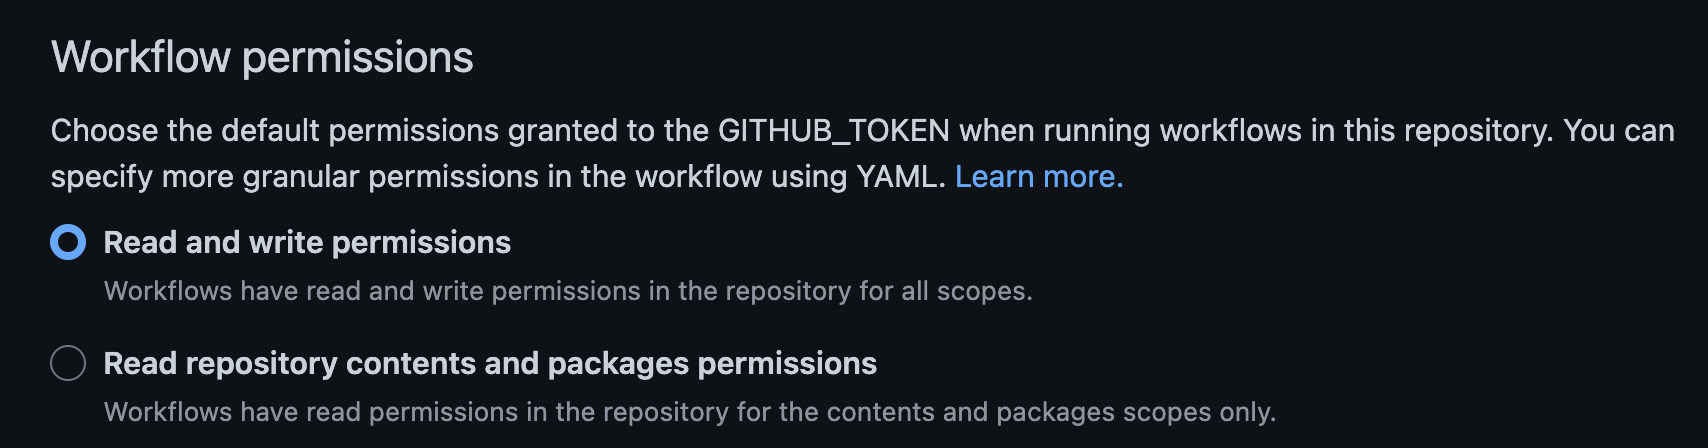 Workflow permissions
Choose the default permissions granted to the GITHUB_TOKEN when running workflows in this repository. You can
specify more granular permissions in the workflow using YAML. Learn more.
Read and write permissions
Workflows have read and write permissions in the repository for all scopes.
Read repository contents and packages permissions
Workflows have read permissions in the repository for the contents and packages scopes only.